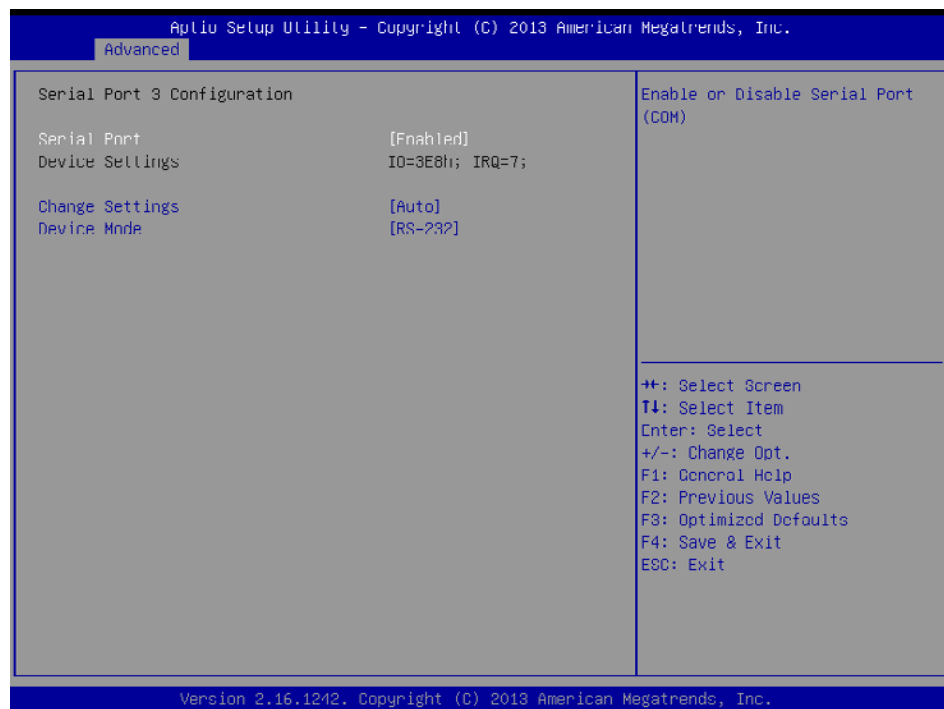 Aptio Setup Utility – Copyright (C) 2013 American Megatrends, Inc.
Advanced
Serial Port 3 Configuration
Serial Port [Enabled]
Device Settings IO=3E8h; IRQ=7;
Change Settings [Auto]
Device Mode [RS-232]
Enable or Disable Serial Port
(COM)
→←: Select Screen
↑↓: Select Item
Enter: Select
+/-: Change Opt.
F1: General Help
F2: Previous Values
F3: Optimized Defaults
F4: Save & Exit
ESC: Exit
Version 2.16.1242. Copyright (C) 2013 American Megatrends, Inc.